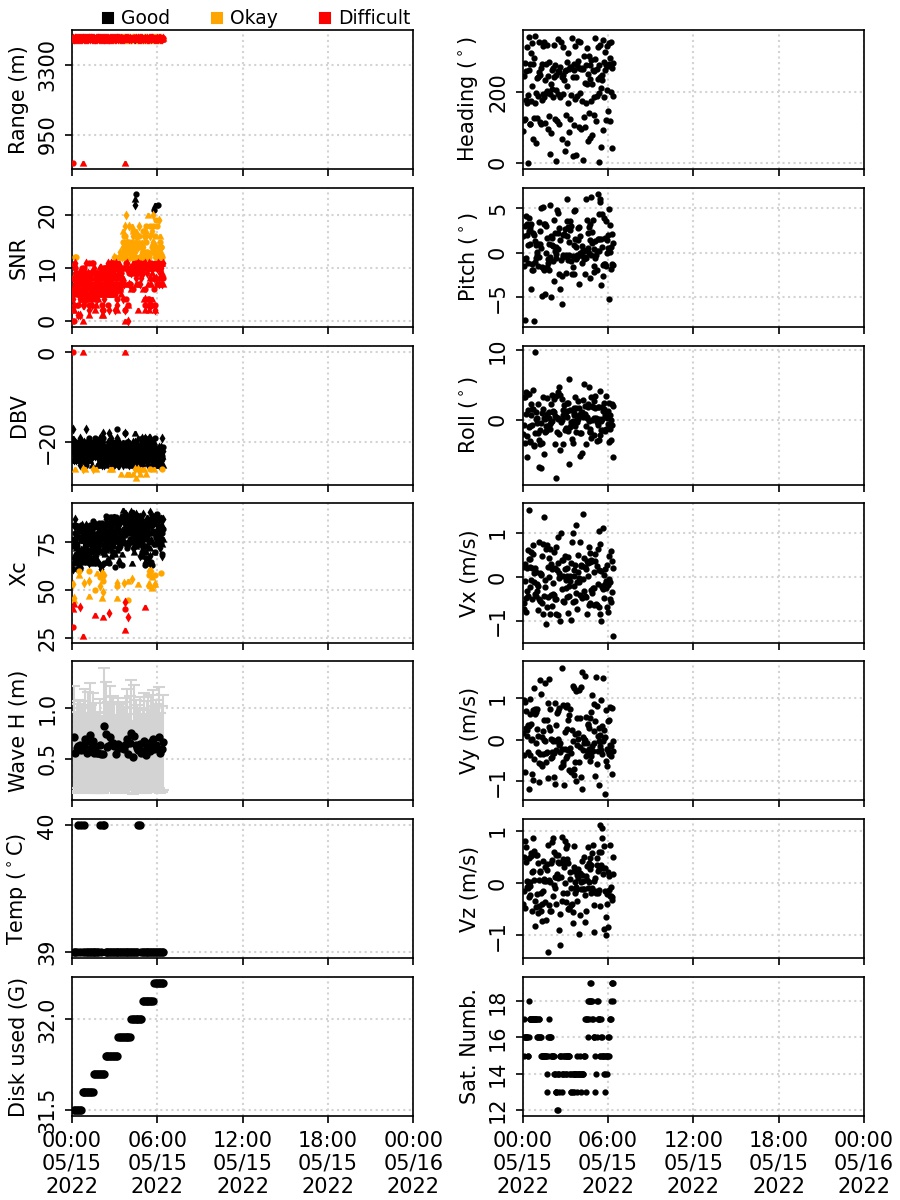 Good Okay Difficult
Range (m)
3300
950
Heading (°)
200
0
SNR
20
10
0
Pitch (°)
5
0
−5
DBV
0
−20
Roll (°)
10
0
Xc
75
50
25
Vx (m/s)
1
0
−1
Wave H (m)
1.0
0.5
Vy (m/s)
1
0
−1
Temp (°C)
40
39
Vz (m/s)
1
0
−1
Disk used (G)
32.0
31.5
Sat. Numb.
18
16
14
12
00:00 06:00 12:00 18:00 00:00
05/15 05/15 05/15 05/15 05/16
2022 2022 2022 2022 2022
00:00 06:00 12:00 18:00 00:00
05/15 05/15 05/15 05/15 05/16
2022 2022 2022 2022 2022